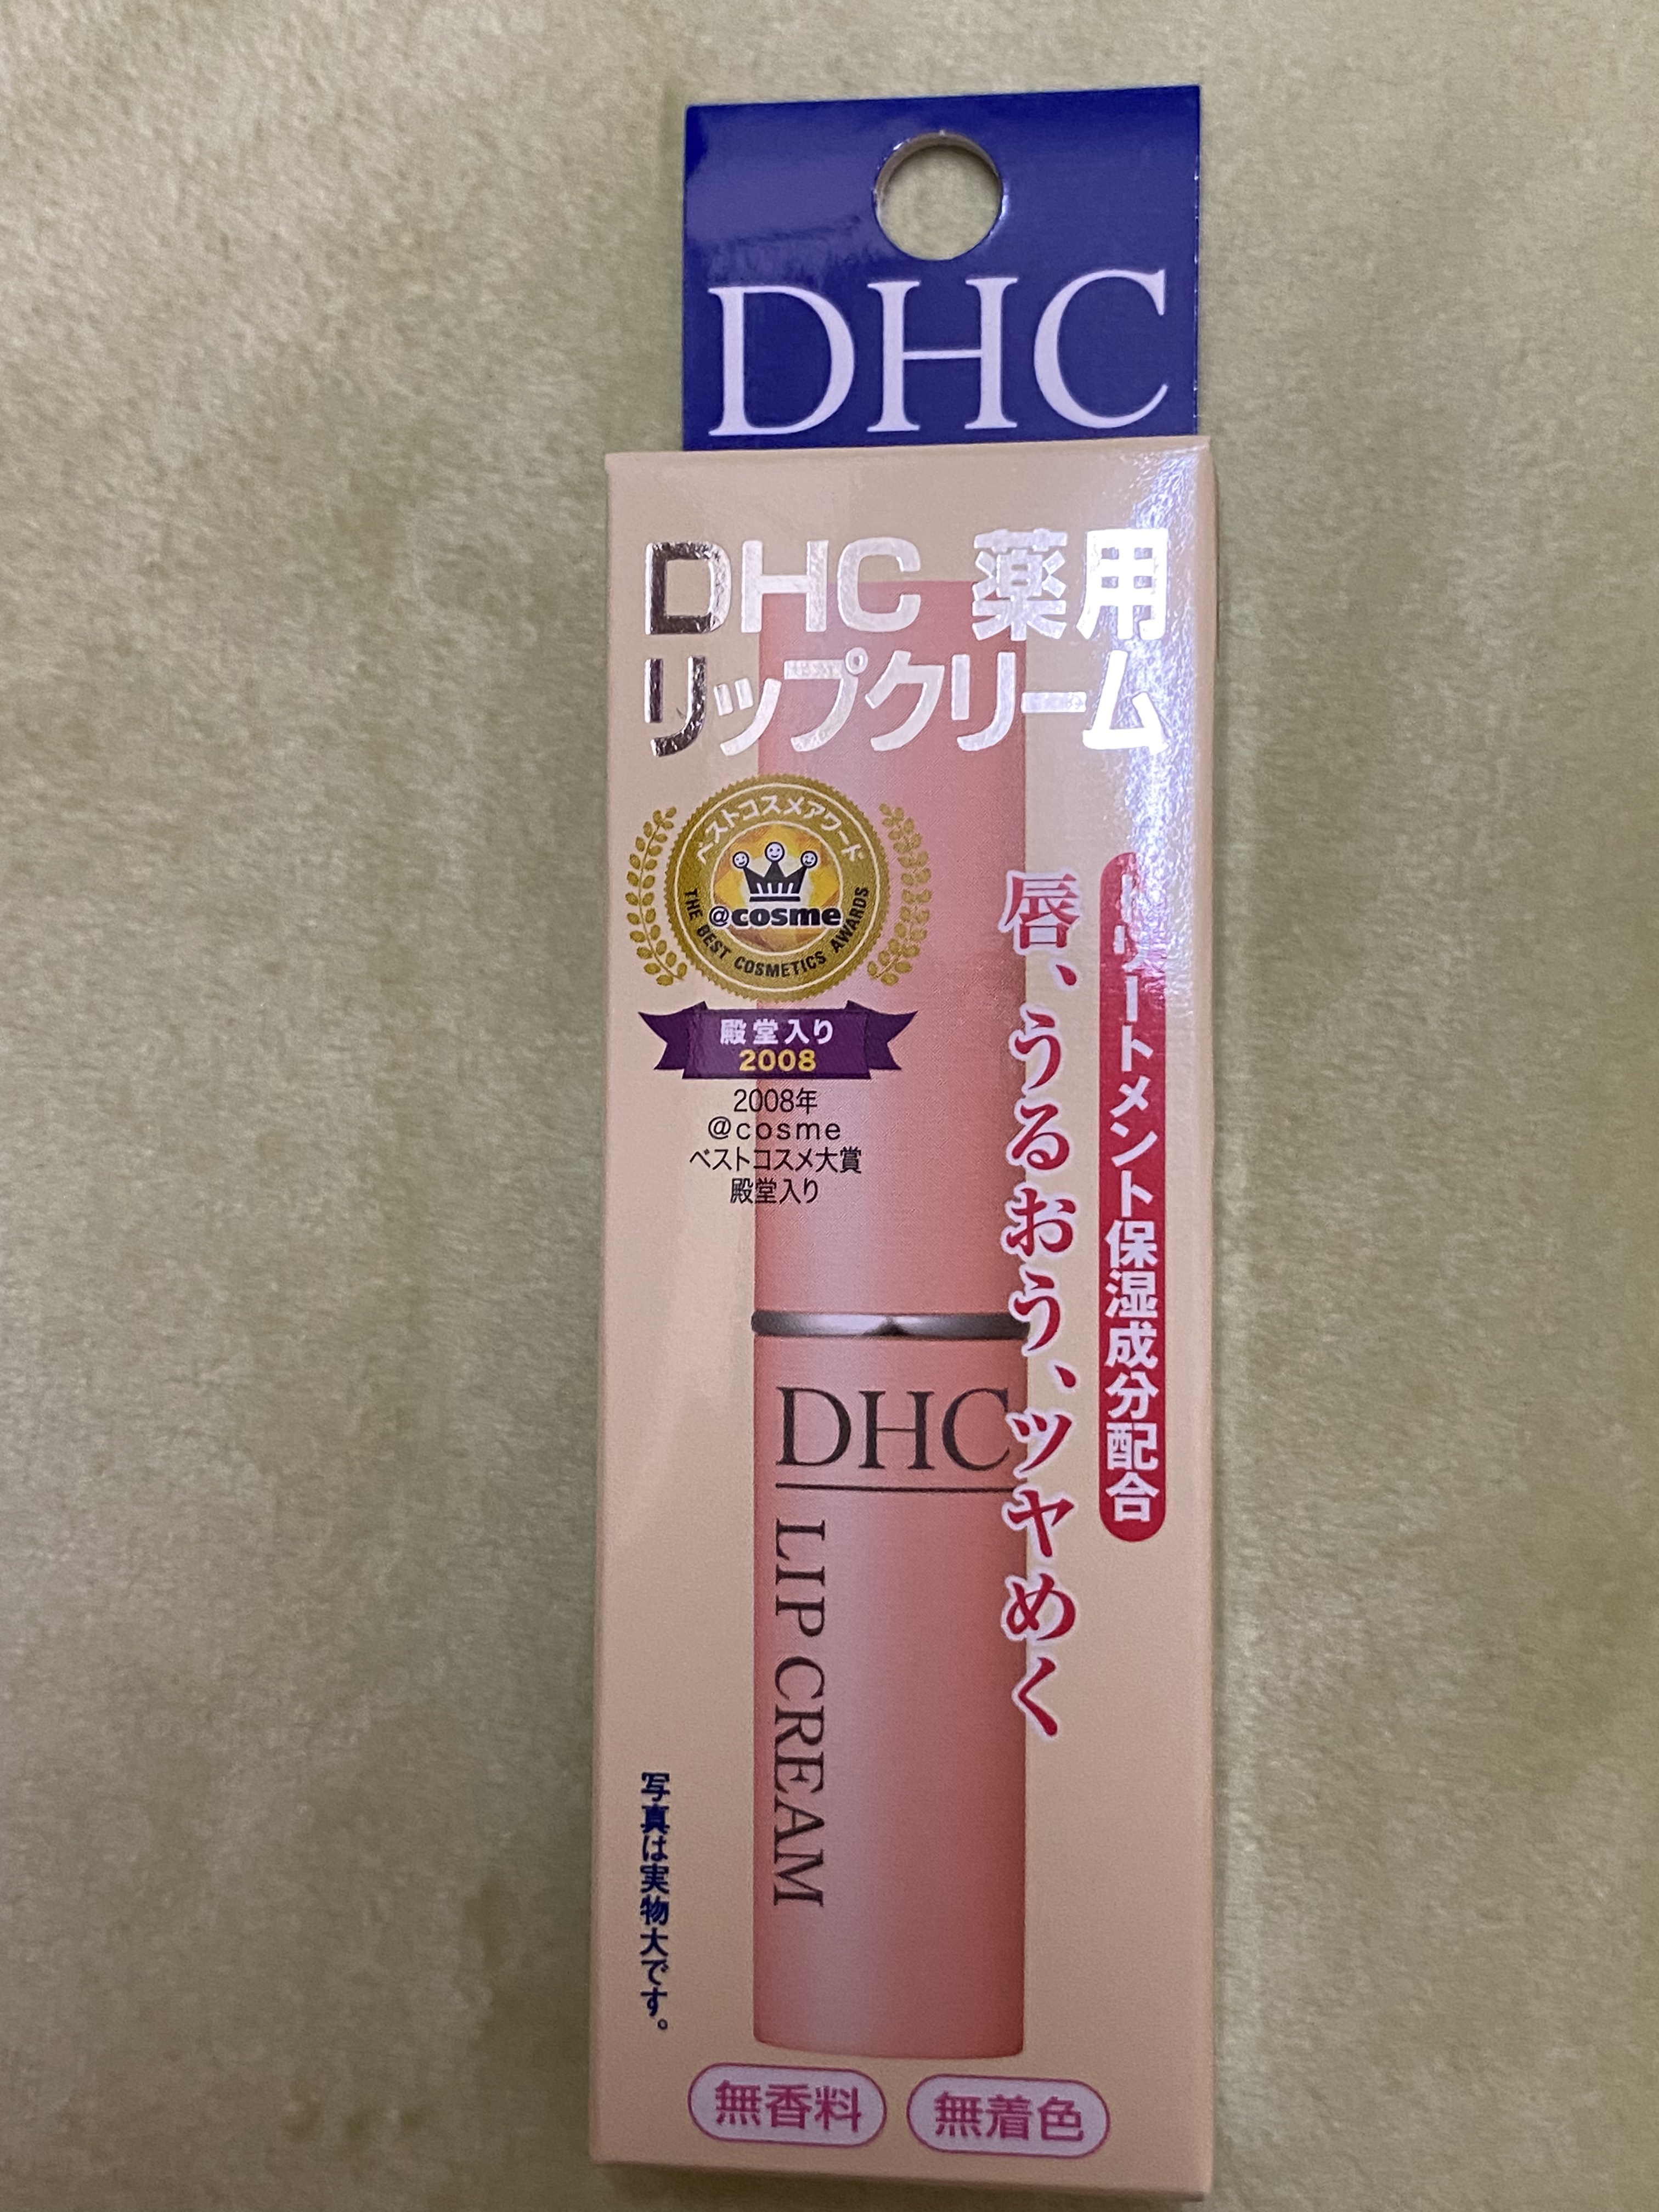 DHC
DHC 薬用
リップクリーム
ベストコスメアワード
@cosme
THE BEST COSMETICS AWARDS
殿堂入り
2008
2008年
@cosme
ベストコスメ大賞
殿堂入り
トリートメント保湿成分配合
唇、うるおう、ツヤめく
DHC
LIP CREAM
写真は実物大です。
無香料
無着色